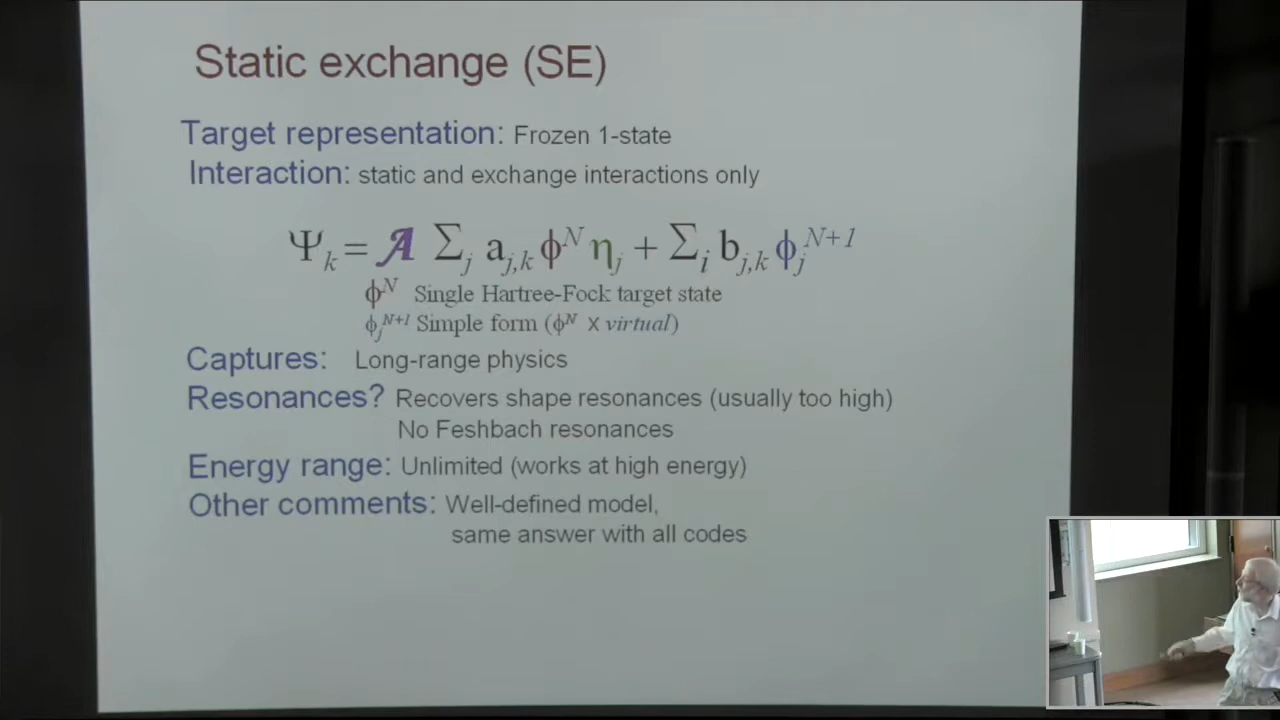 Static exchange (SE)
Target representation: Frozen 1-state
Interaction: static and exchange interactions only
Ψk = 𝓐 Σj aj,k ϕN ηj + Σi bj,k ϕjN+1
ϕN Single Hartree-Fock target state
ϕjN+1 Simple form (ϕN x virtual)
Captures: Long-range physics
Resonances? Recovers shape resonances (usually too high)
No Feshbach resonances
Energy range: Unlimited (works at high energy)
Other comments: Well-defined model,
same answer with all codes